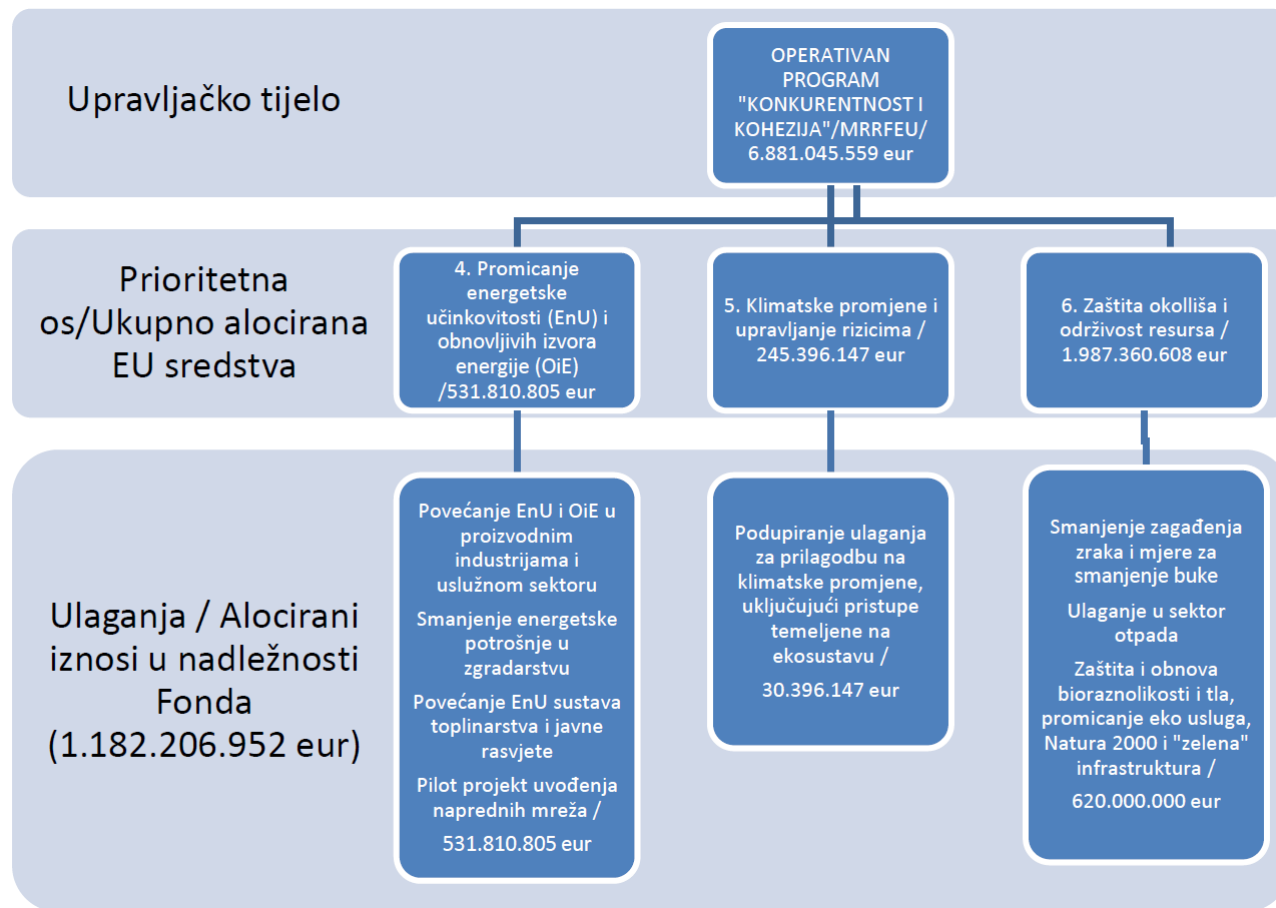 Upravljačko tijelo
OPERATIVAN
PROGRAM
"KONKURENTNOST I
KOHEZIJA"/MRRFEU/
6.881.045.559 eur
Prioritetna
os/Ukupno alocirana
EU sredstva
4. Promicanje
energetske
učinkovitosti (EnU) i
obnovljivih izvora
energije (OiE)
/531.810.805 eur
5. Klimatske promjene i
upravljanje rizicima /
245.396.147 eur
6. Zaštita okolliša i
održivost resursa /
1.987.360.608 eur
Ulaganja / Alocirani
iznosi u nadležnosti
Fonda
(1.182.206.952 eur)
Povećanje EnU i OiE u
proizvodnim
industrijama i
uslužnom sektoru
Smanjenje energetske
potrošnje u
zgradarstvu
Povećanje EnU sustava
toplinarstva i javne
rasvjete
Pilot projekt uvođenja
naprednih mreža /
531.810.805 eur
Podupiranje ulaganja
za prilagodbu na
klimatske promjene,
uključujući pristupe
temeljene na
ekosustavu /
30.396.147 eur
Smanjenje zagađenja
zraka i mjere za
smanjenje buke
Ulaganje u sektor
otpada
Zaštita i obnova
bioraznolikosti i tla,
promicanje eko usluga,
Natura 2000 i "zelena"
infrastruktura /
620.000.000 eur